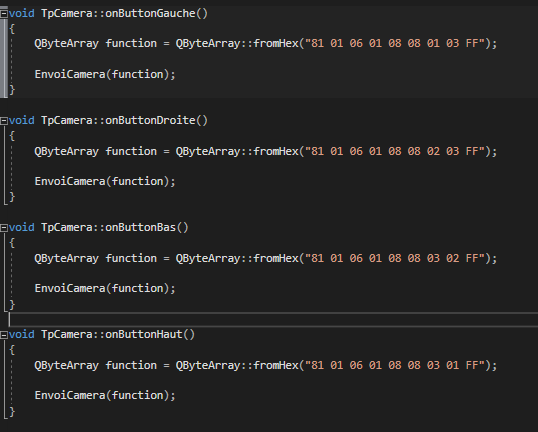 void TpCamera::onButtonGauche()
{
QByteArray function = QByteArray::fromHex("81 01 06 01 08 08 01 03 FF");
EnvoiCamera(function);
}
void TpCamera::onButtonDroite()
{
QByteArray function = QByteArray::fromHex("81 01 06 01 08 08 02 03 FF");
EnvoiCamera(function);
}
void TpCamera::onButtonBas()
{
QByteArray function = QByteArray::fromHex("81 01 06 01 08 08 03 02 FF");
EnvoiCamera(function);
}
void TpCamera::onButtonHaut()
{
QByteArray function = QByteArray::fromHex("81 01 06 01 08 08 03 01 FF");
EnvoiCamera(function);
}